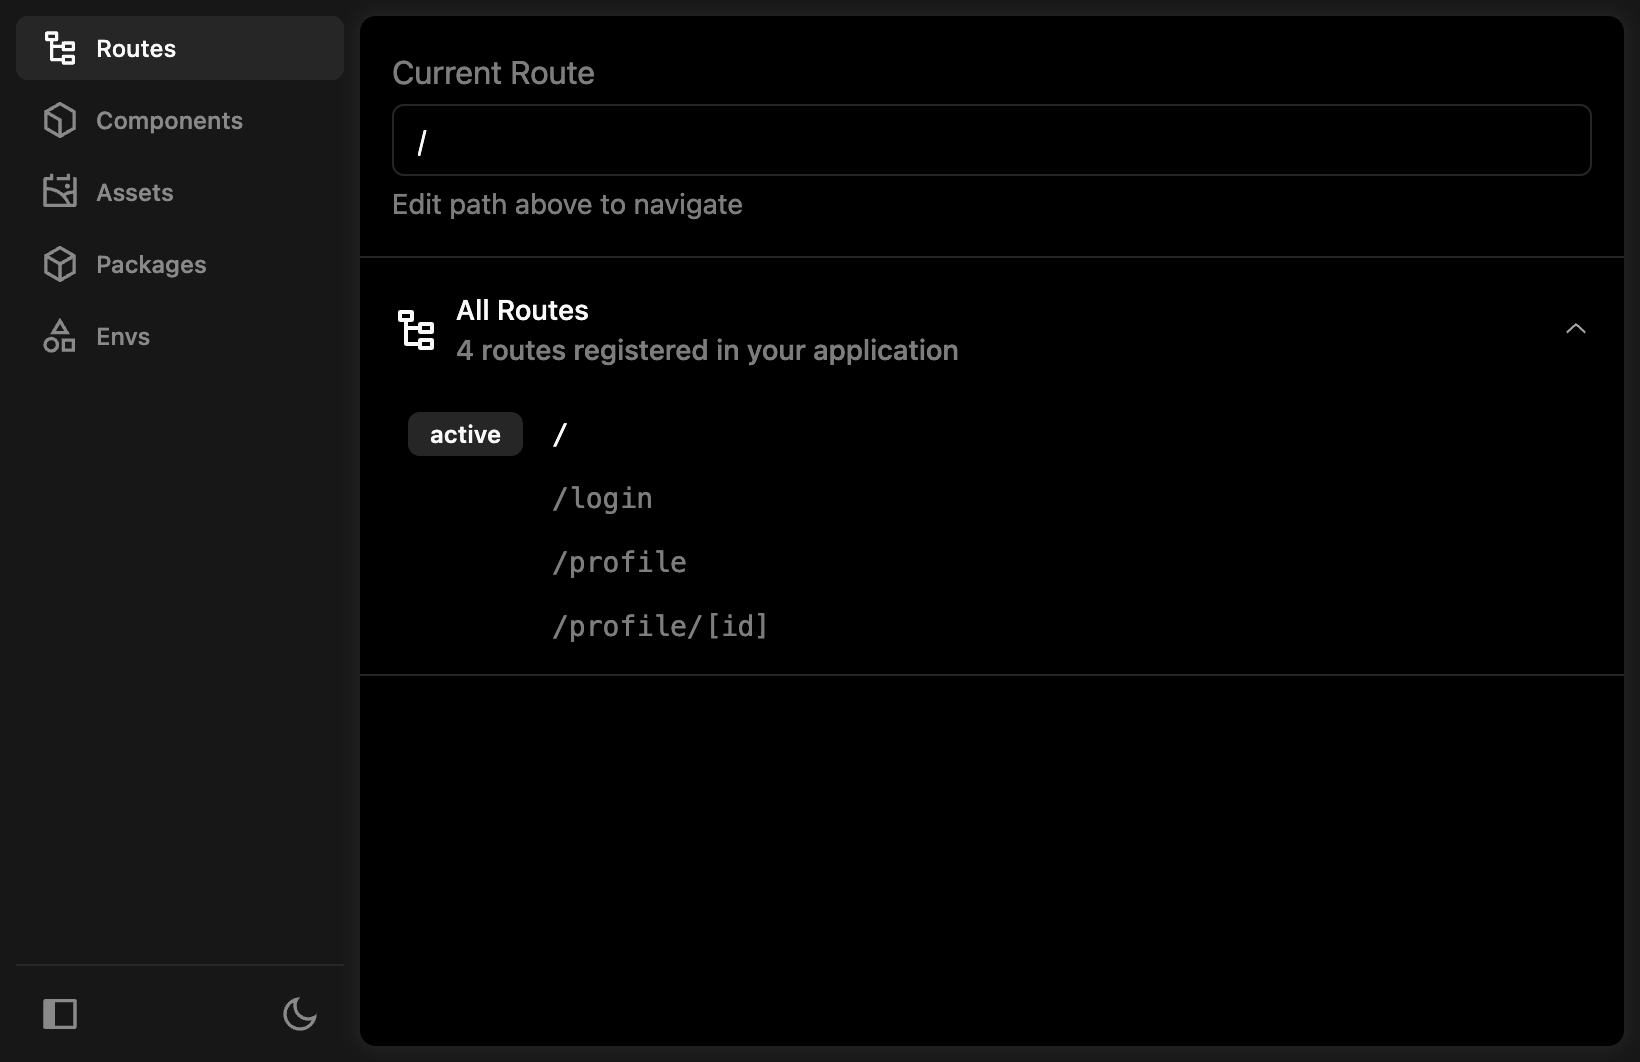 Routes
Components
Assets
Packages
Envs
Current Route
/
Edit path above to navigate
All Routes
4 routes registered in your application
active /
/login
/profile
/profile/[id]